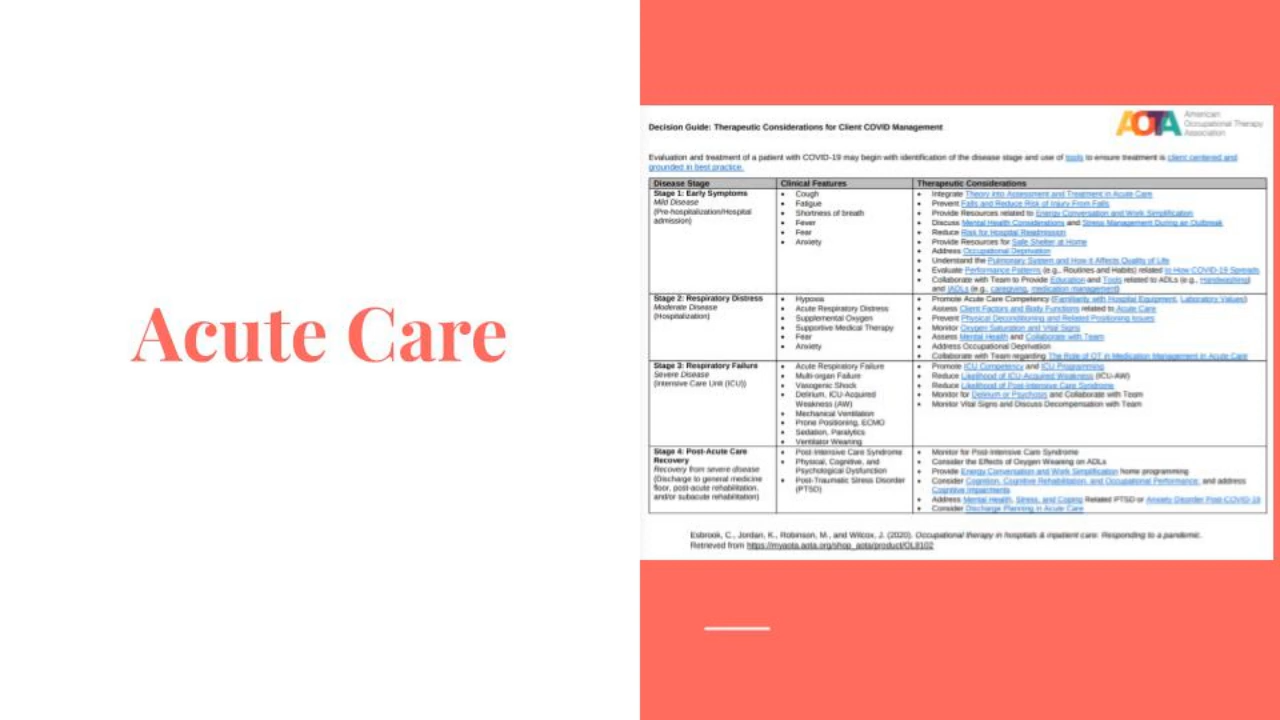 Acute Care
AOTA
American
Occupational Therapy
Association
Decision Guide: Therapeutic Considerations for Client COVID Management
Evaluation and treatment of a patient with COVID-19 may begin with identification of the disease stage and use of tools to ensure treatment is client centered and
grounded in best practice.
Disease Stage Clinical Features Therapeutic Considerations
Stage 1: Early Symptoms
Mild Disease
(Pre-hospitalization/Hospital
admission)
• Cough
• Fatigue
• Shortness of breath
• Fever
• Fear
• Anxiety
• Integrate Theory into Assessment and Treatment in Acute Care
• Prevent Falls and Reduce Risk of Injury From Falls
• Provide Resources related to Energy Conversation and Work Simplification
• Discuss Mental Health Considerations and Stress Management During an Outbreak
• Reduce Risk for Hospital Readmission
• Provide Resources for Safe Shelter at Home
• Address Occupational Deprivation
• Understand the Pulmonary System and How it Affects Quality of Life
• Evaluate Performance Patterns (e.g., Routines and Habits) related to How COVID-19 Spreads
• Collaborate with Team to Provide Education and Tools related to ADLs (e.g., Handwashing)
and IADLs (e.g., caregiving, medication management)
Stage 2: Respiratory Distress
Moderate Disease
(Hospitalization)
• Hypoxia
• Acute Respiratory Distress
• Supplemental Oxygen
• Supportive Medical Therapy
• Fear
• Anxiety
• Promote Acute Care Competency (Familiarity with Hospital Equipment, Laboratory Values)
• Assess Client Factors and Body Functions related to Acute Care
• Prevent Physical Deconditioning and Related Positioning Issues
• Monitor Oxygen Saturation and Vital Signs
• Assess Mental Health and Collaborate with Team
• Address Occupational Deprivation
• Collaborate with Team regarding The Role of OT in Medication Management in Acute Care
Stage 3: Respiratory Failure
Severe Disease
(Intensive Care Unit (ICU))
• Acute Respiratory Failure
• Multi-organ Failure
• Vasogenic Shock
• Delirium, ICU-Acquired
Weakness (AW)
• Mechanical Ventilation
• Prone Positioning, ECMO
• Sedation, Paralytics
• Ventilator Weaning
• Promote ICU Competency and ICU Programming
• Reduce Likelihood of ICU-Acquired Weakness (ICU-AW)
• Reduce Likelihood of Post-Intensive Care Syndrome
• Monitor for Delirium or Psychosis and Collaborate with Team
• Monitor Vital Signs and Discuss Decompensation with Team
Stage 4: Post-Acute Care
Recovery
Recovery from severe disease
(Discharge to general medicine
floor, post-acute rehabilitation,
and/or subacute rehabilitation)
• Post-Intensive Care Syndrome
• Physical, Cognitive, and
Psychological Dysfunction
• Post-Traumatic Stress Disorder
(PTSD)
• Monitor for Post-Intensive Care Syndrome
• Consider the Effects of Oxygen Weaning on ADLs
• Provide Energy Conversation and Work Simplification home programming
• Consider Cognition, Cognitive Rehabilitation, and Occupational Performance, and address
Cognitive Impairments
• Address Mental Health, Stress, and Coping Related PTSD or Anxiety Disorder Post-COVID-19
• Consider Discharge Planning in Acute Care
Esbrook, C., Jordan, K., Robinson, M., and Wilcox, J. (2020). Occupational therapy in hospitals & inpatient care: Responding to a pandemic.
Retrieved from https://myaota.aota.org/shop_aota/product/OL8102